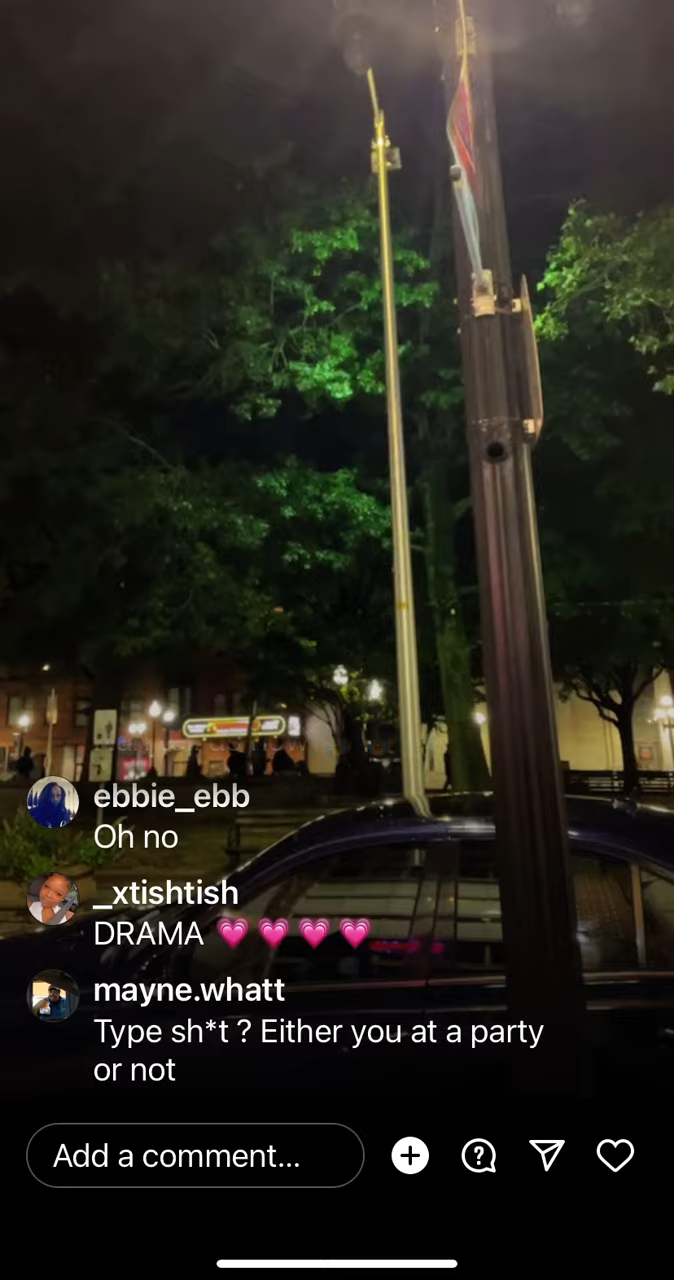 ebbie_ebb
Oh no
_xtishtish
DRAMA 💗 💗 💗 💗
mayne.whatt
Type sh*t ? Either you at a party
or not
Add a comment...